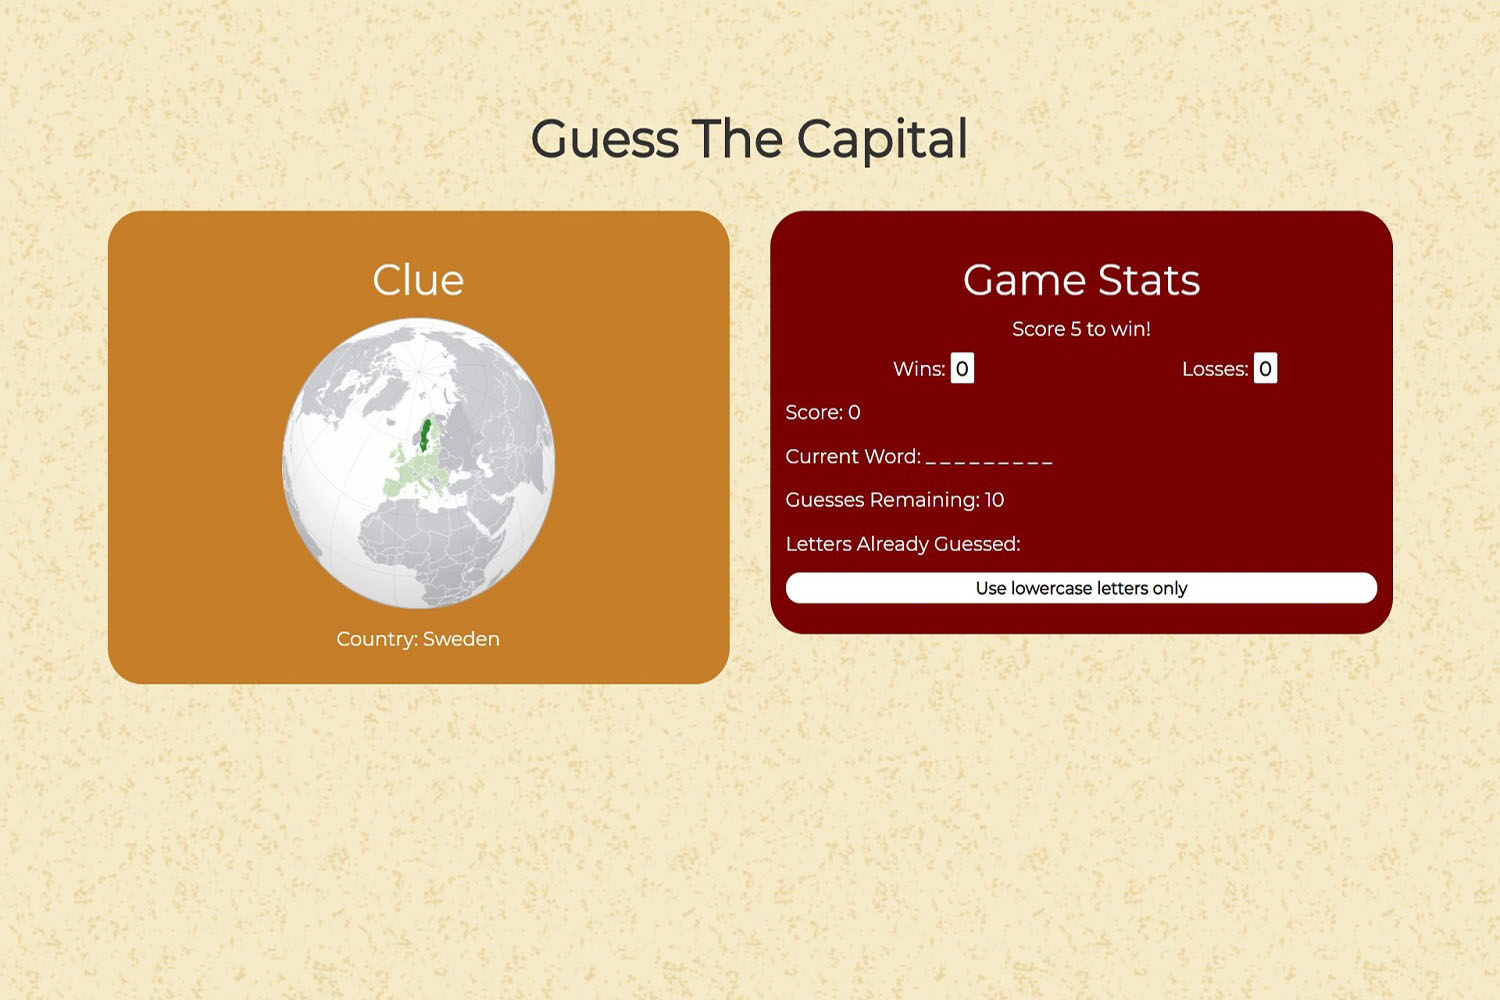 Guess The Capital
Clue
Country: Sweden
Game Stats
Score 5 to win!
Wins: 0 Losses: 0
Score: 0
Current Word: _ _ _ _ _ _ _ _ _
Guesses Remaining: 10
Letters Already Guessed:
Use lowercase letters only